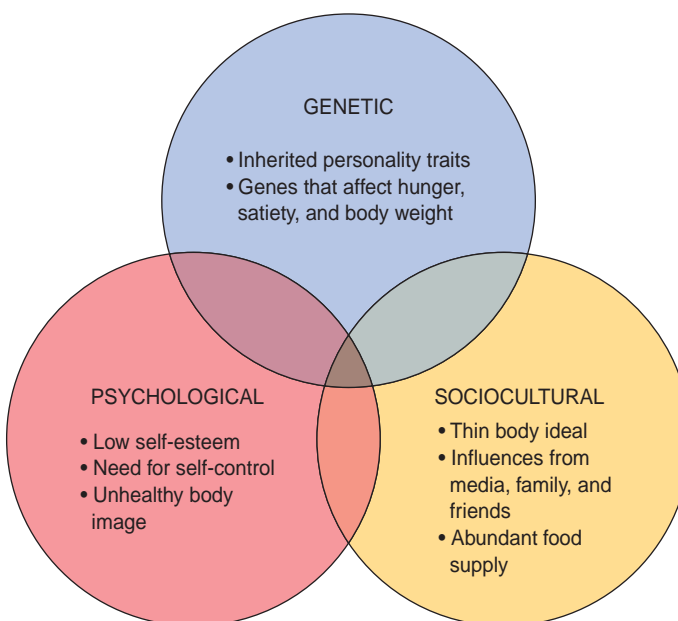 GENETIC
• Inherited personality traits
• Genes that affect hunger,
satiety, and body weight
PSYCHOLOGICAL
• Low self-esteem
• Need for self-control
• Unhealthy body
image
SOCIOCULTURAL
• Thin body ideal
• Influences from
media, family, and
friends
• Abundant food
supply